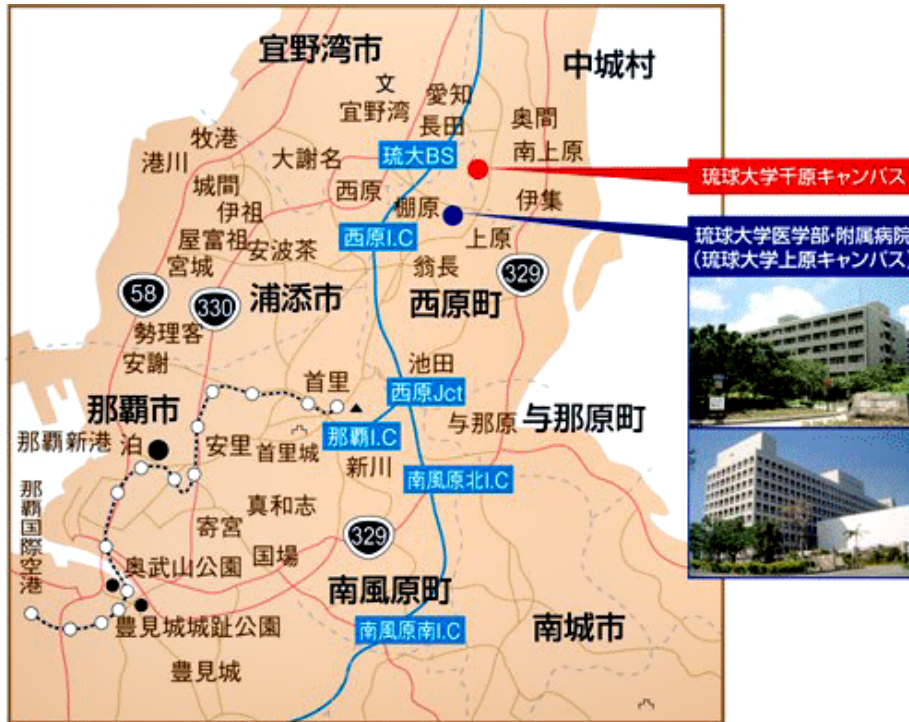 宜野湾市
中城村
文
宜野湾
愛知
長田
奥間
牧港
港川
大謝名
琉大BS
南上原
琉球大学千原キャンパス
城間
西原
棚原
伊集
伊祖
屋富祖
安波茶
西原I.C
上原
琉球大学医学部・附属病院
(琉球大学上原キャンパス)
宮城
翁長
329
58
330
浦添市
西原町
勢理客
安謝
首里
池田
西原Jct
那覇市
与那原
与那原町
那覇新港
泊
安里
首里城
那覇I.C
新川
南風原北I.C
那覇国際空港
真和志
寄宮
国場
329
奥武山公園
南風原町
豊見城城趾公園
南風原南I.C
南城市
豊見城